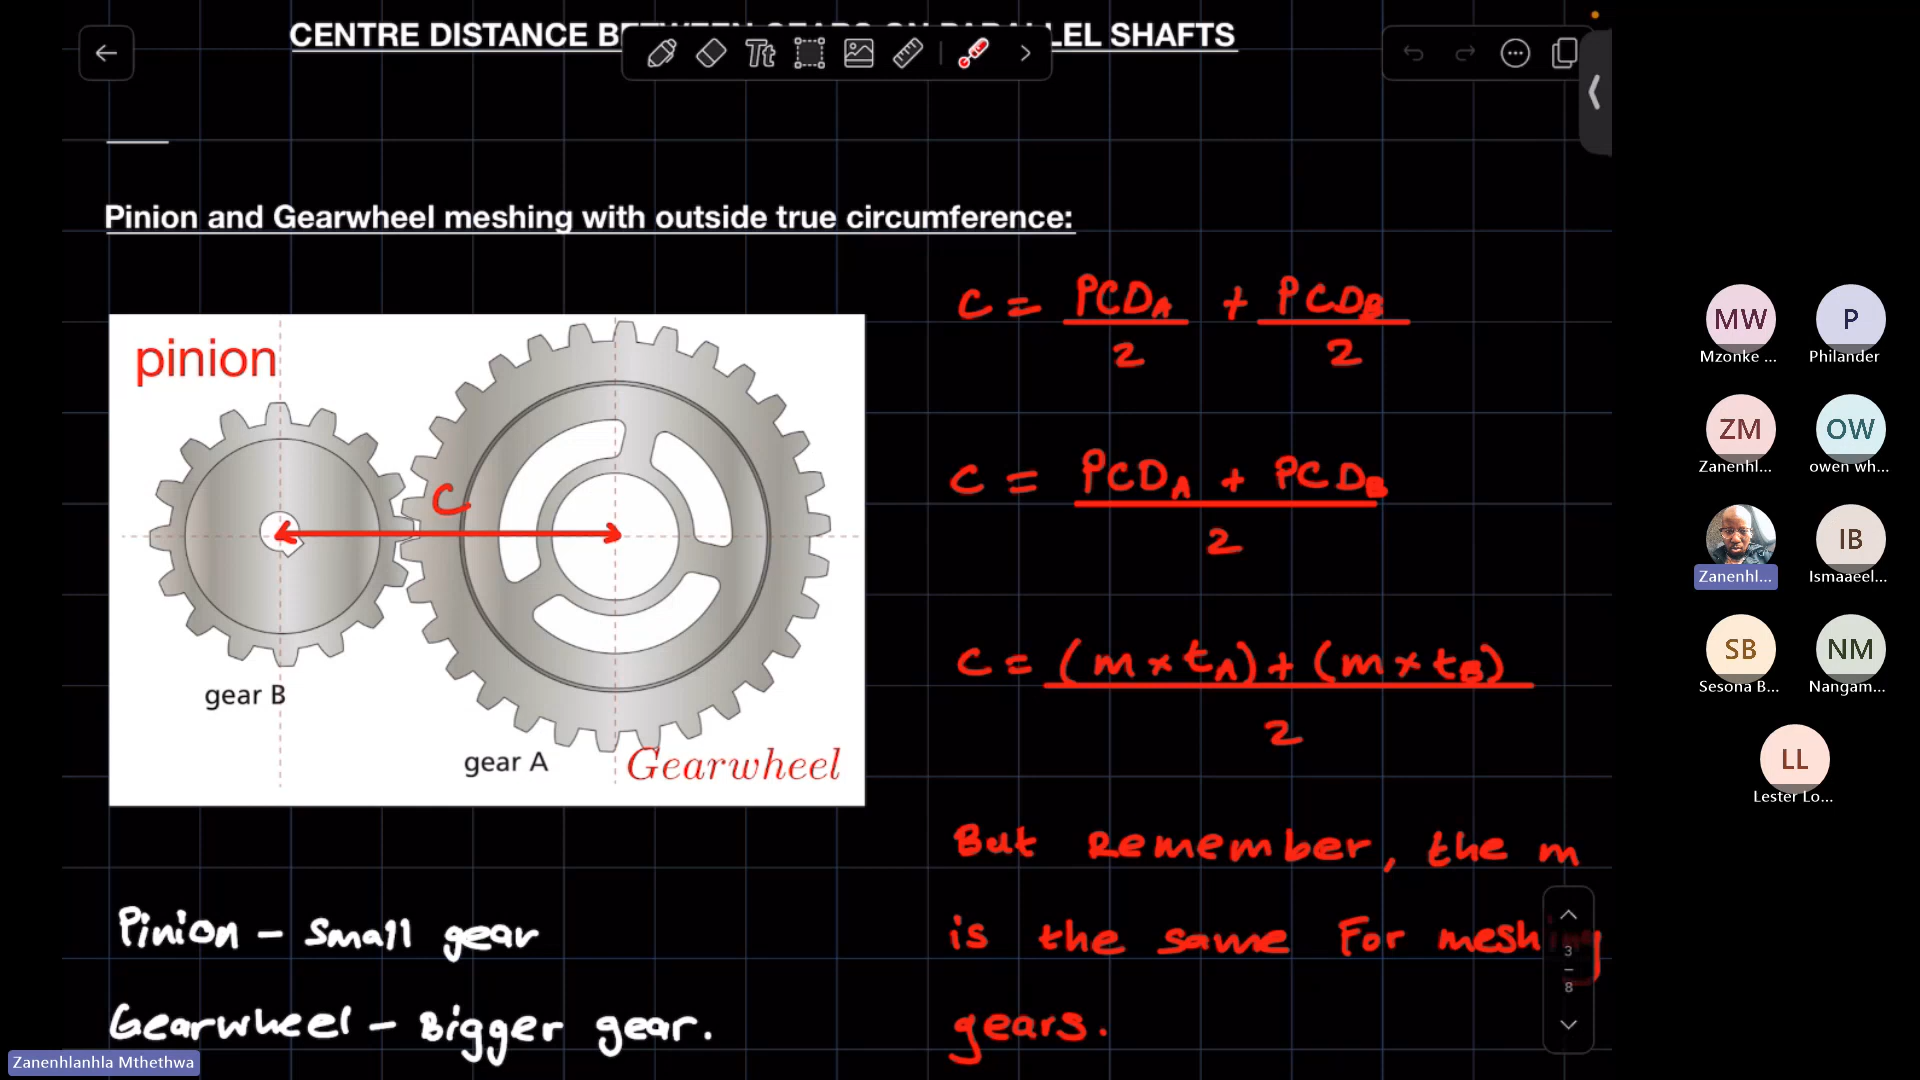 CENTRE DISTANCE B LEL SHAFTS
Tt
Pinion and Gearwheel meshing with outside true circumference:
pinion
C
gear B
gear A
Gearwheel
C = PCDA + PCDB
2 2
C = PCDA + PCDB
2
C = (m x tA) + (m x tB)
2
But Remember, the m
is the same For meshing
gears.
Pinion – Small gear
Gearwheel – Bigger gear.
3
8
MW
Mzonke ...
P
Philander
ZM
Zanenhl...
OW
owen wh...
Zanenhl...
IB
Ismaaeel...
SB
Sesona B...
NM
Nangam...
LL
Lester Lo...
Zanenhlanhla Mthethwa